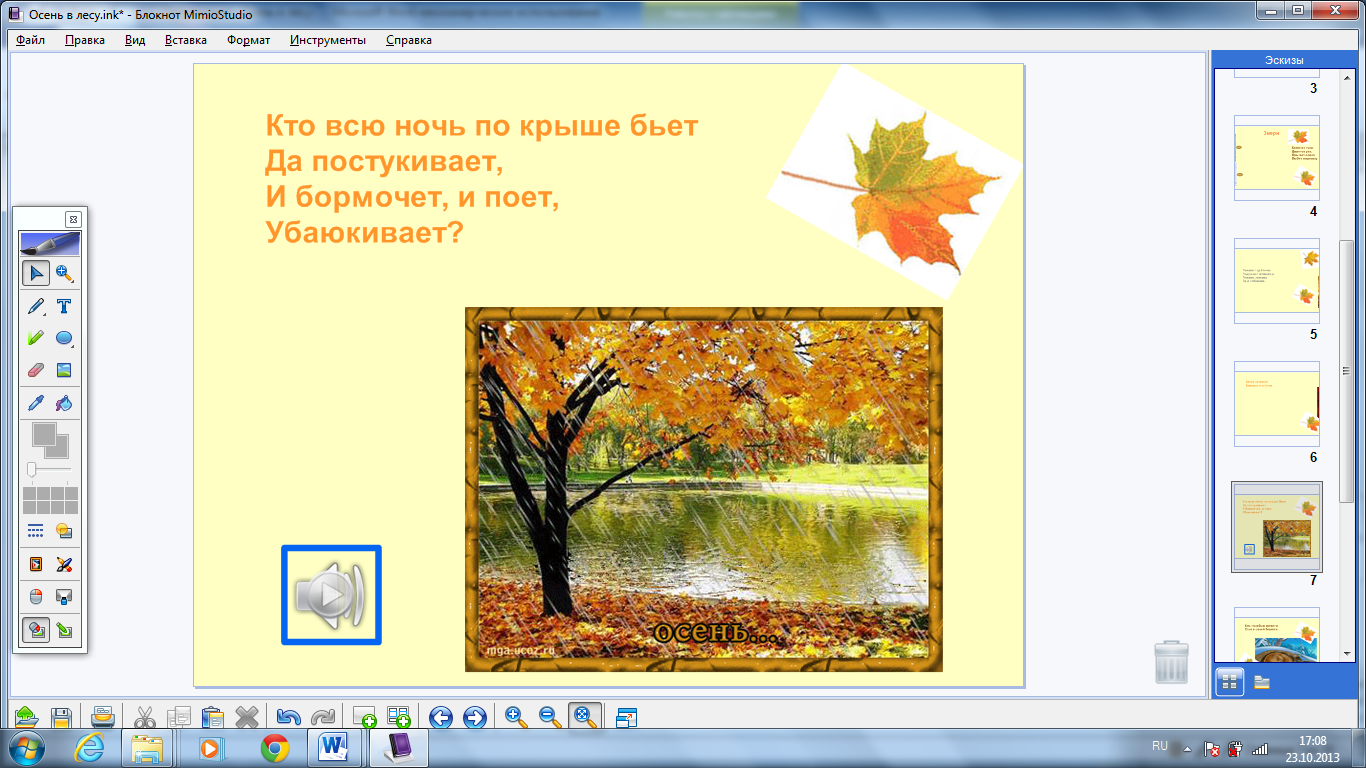 Осень в лесу.ink* - Блокнот MimioStudio
Файл Правка Вид Вставка Формат Инструменты Справка
Эскизы
Кто всю ночь по крыше бьет
Да постукивает,
И бормочет, и поет,
Убаюкивает?
осень...
mga.ucoz.ru
3
4
5
6
7
RU
17:08
23.10.2013